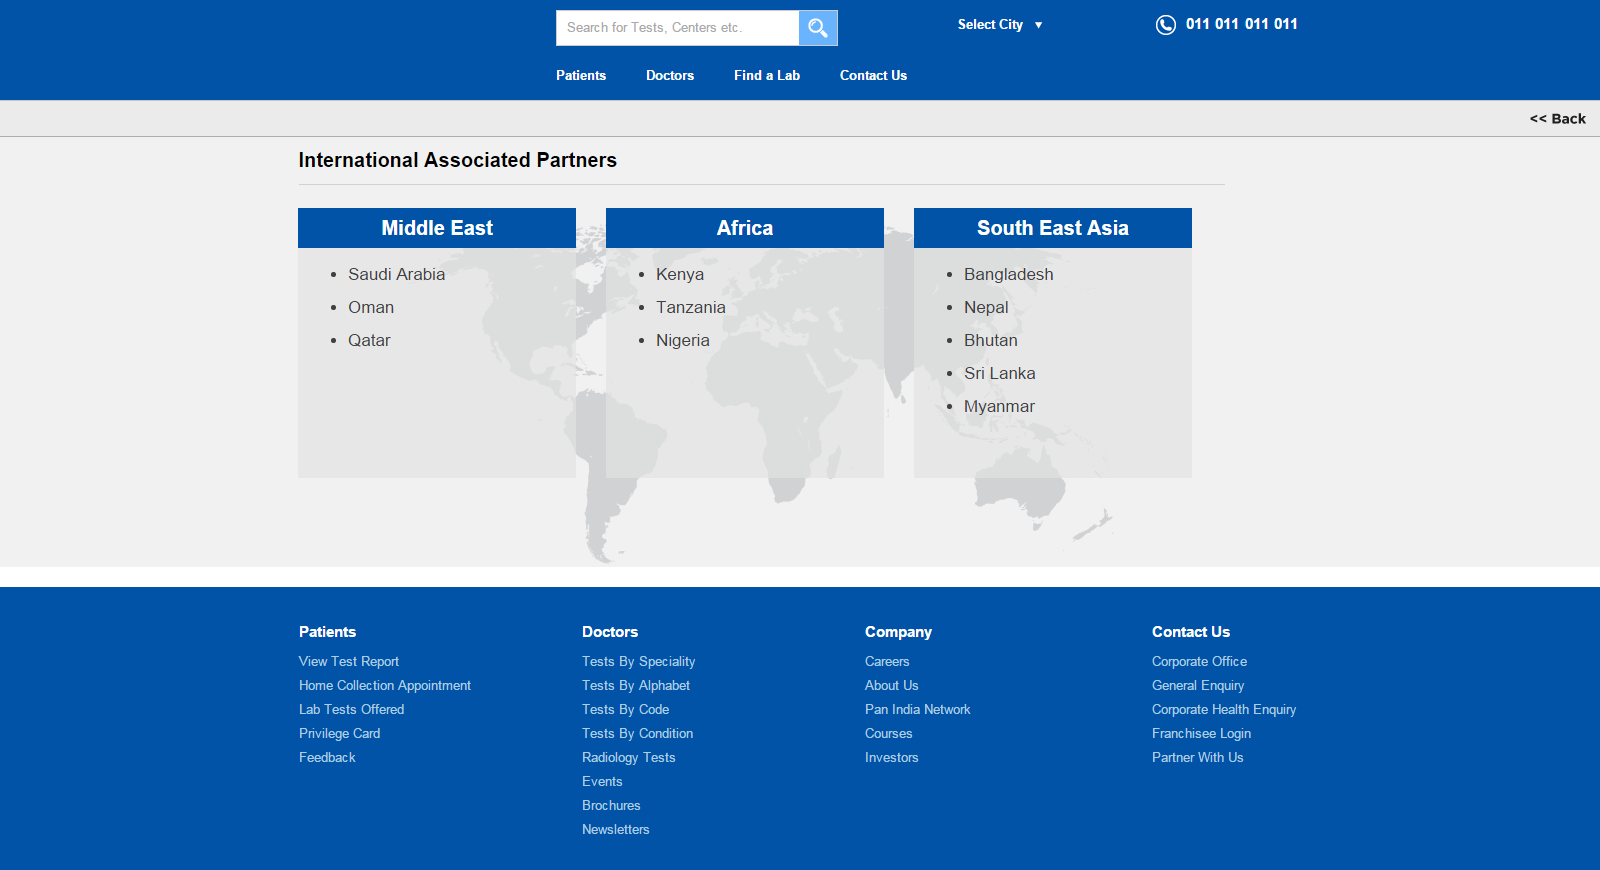 Search for Tests, Centers etc.
Select City ▼
011 011 011 011
Patients
Doctors
Find a Lab
Contact Us
<< Back
International Associated Partners
Middle East
Saudi Arabia
Oman
Qatar
Africa
Kenya
Tanzania
Nigeria
South East Asia
Bangladesh
Nepal
Bhutan
Sri Lanka
Myanmar
Patients
View Test Report
Home Collection Appointment
Lab Tests Offered
Privilege Card
Feedback
Doctors
Tests By Speciality
Tests By Alphabet
Tests By Code
Tests By Condition
Radiology Tests
Events
Brochures
Newsletters
Company
Careers
About Us
Pan India Network
Courses
Investors
Contact Us
Corporate Office
General Enquiry
Corporate Health Enquiry
Franchisee Login
Partner With Us